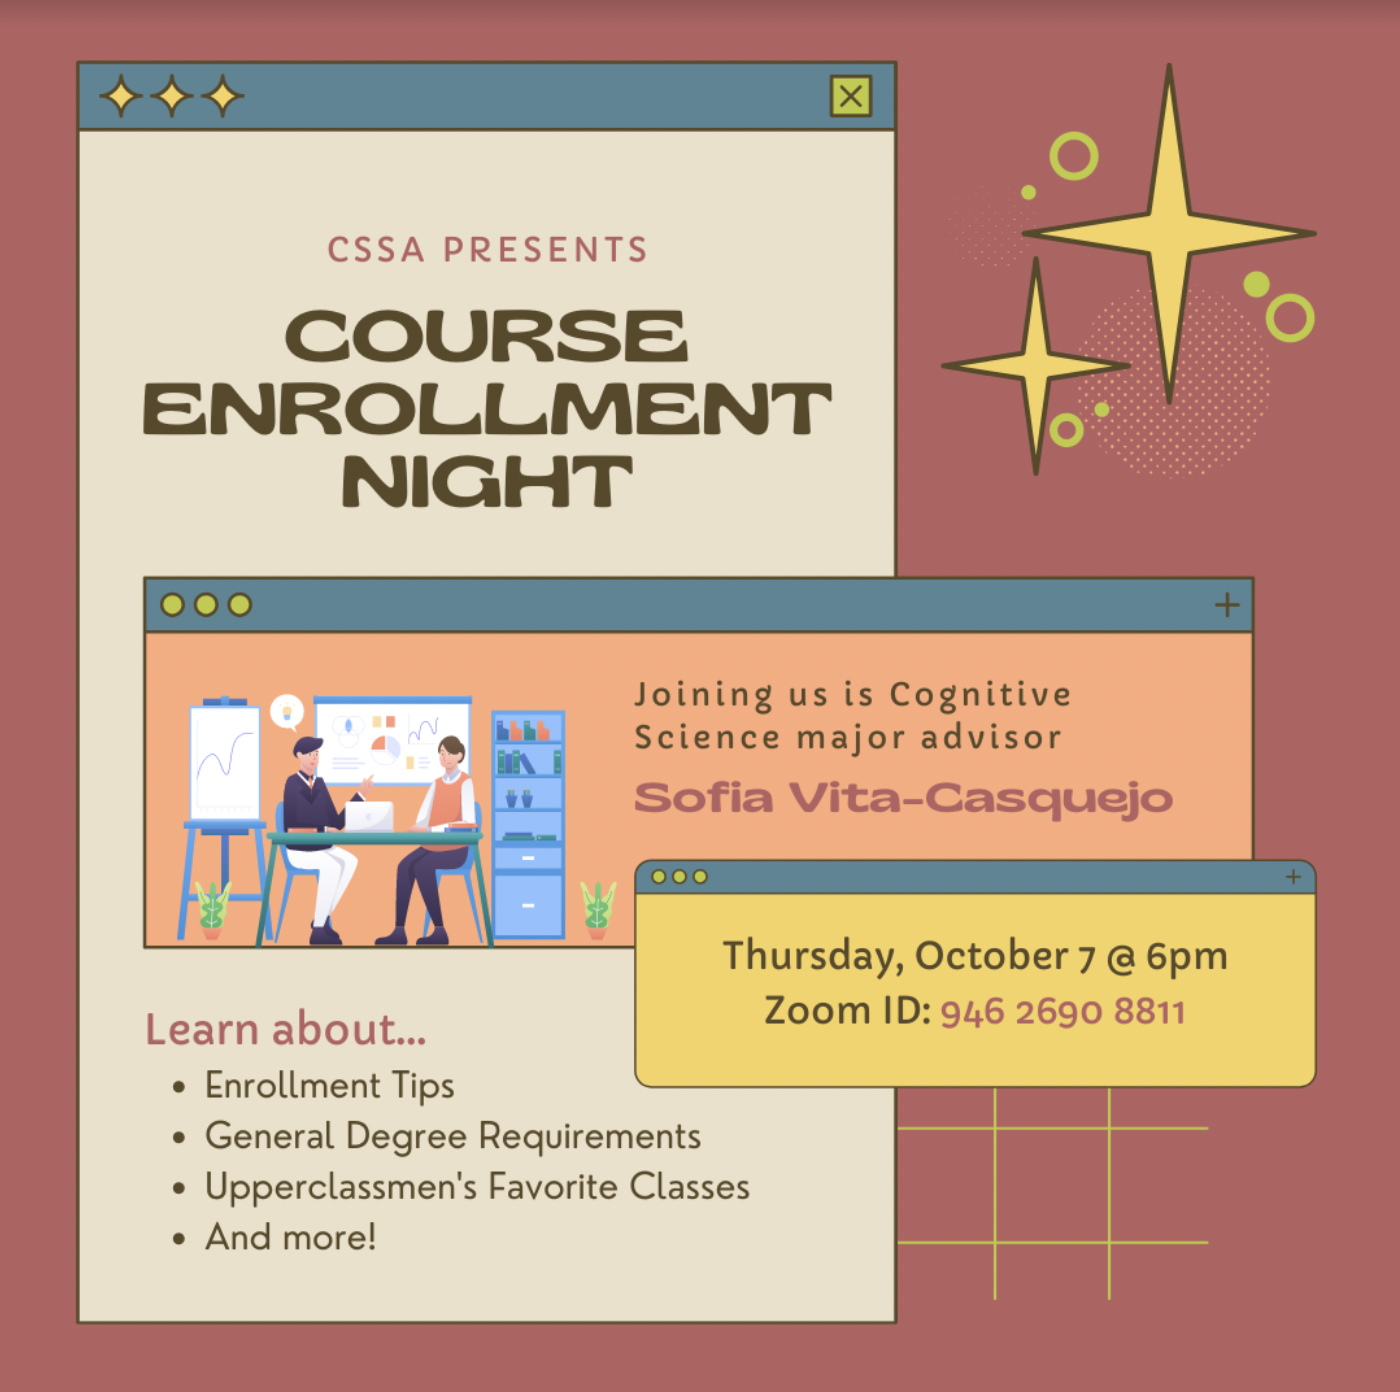 CSSA PRESENTS
COURSE
ENROLLMENT
NIGHT
Joining us is Cognitive
Science major advisor
Sofia Vita-Casquejo
Thursday, October 7 @ 6pm
Zoom ID: 946 2690 8811
Learn about...
• Enrollment Tips
• General Degree Requirements
• Upperclassmen's Favorite Classes
• And more!